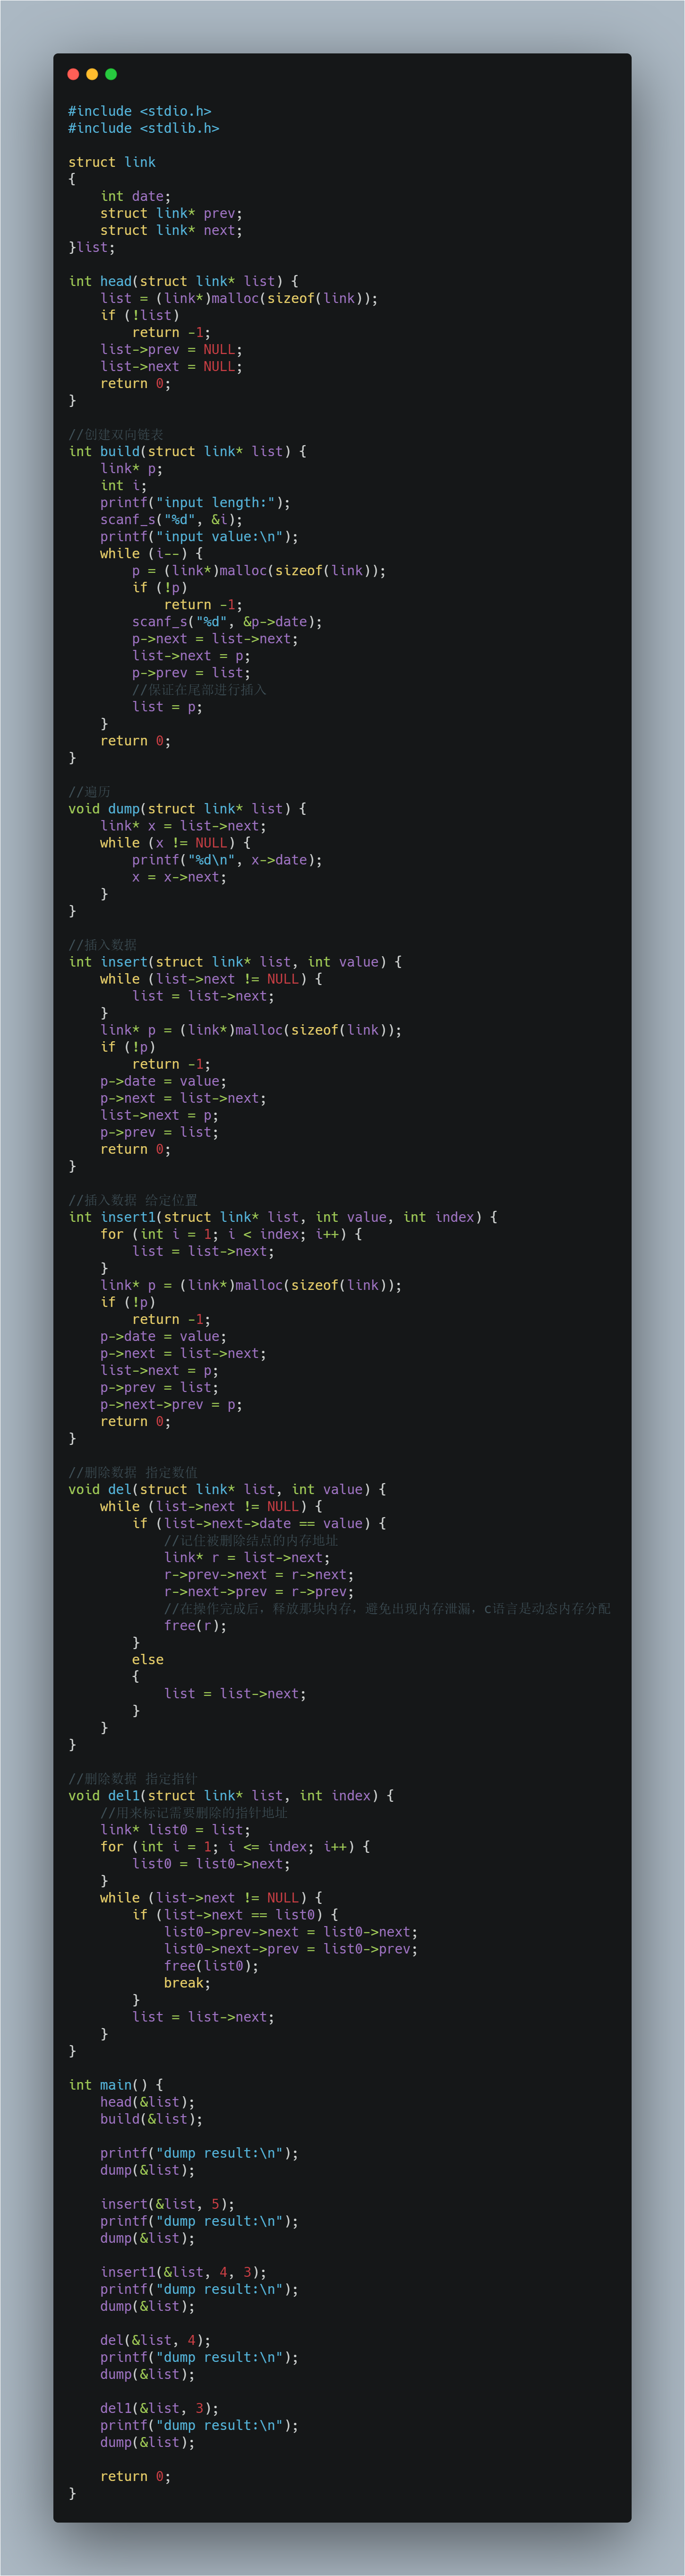 #include <stdio.h>
#include <stdlib.h>
struct link
{
    int date;
    struct link* prev;
    struct link* next;
}list;
int head(struct link* list) {
    list = (link*)malloc(sizeof(link));
    if (!list)
        return -1;
    list->prev = NULL;
    list->next = NULL;
    return 0;
}
//创建双向链表
int build(struct link* list) {
    link* p;
    int i;
    printf("input length:");
    scanf_s("%d", &i);
    printf("input value:\n");
    while (i--) {
        p = (link*)malloc(sizeof(link));
        if (!p)
            return -1;
        scanf_s("%d", &p->date);
        p->next = list->next;
        list->next = p;
        p->prev = list;
        //保证在尾部进行插入
        list = p;
    }
    return 0;
}
//遍历
void dump(struct link* list) {
    link* x = list->next;
    while (x != NULL) {
        printf("%d\n", x->date);
        x = x->next;
    }
}
//插入数据
int insert(struct link* list, int value) {
    while (list->next != NULL) {
        list = list->next;
    }
    link* p = (link*)malloc(sizeof(link));
    if (!p)
        return -1;
    p->date = value;
    p->next = list->next;
    list->next = p;
    p->prev = list;
    return 0;
}
//插入数据 给定位置
int insert1(struct link* list, int value, int index) {
    for (int i = 1; i < index; i++) {
        list = list->next;
    }
    link* p = (link*)malloc(sizeof(link));
    if (!p)
        return -1;
    p->date = value;
    p->next = list->next;
    list->next = p;
    p->prev = list;
    p->next->prev = p;
    return 0;
}
//删除数据 指定数值
void del(struct link* list, int value) {
    while (list->next != NULL) {
        if (list->next->date == value) {
            //记住被删除结点的内存地址
            link* r = list->next;
            r->prev->next = r->next;
            r->next->prev = r->prev;
            //在操作完成后，释放那块内存，避免出现内存泄漏，c语言是动态内存分配
            free(r);
        }
        else
        {
            list = list->next;
        }
    }
}
//删除数据 指定指针
void del1(struct link* list, int index) {
    //用来标记需要删除的指针地址
    link* list0 = list;
    for (int i = 1; i <= index; i++) {
        list0 = list0->next;
    }
    while (list->next != NULL) {
        if (list->next == list0) {
            list0->prev->next = list0->next;
            list0->next->prev = list0->prev;
            free(list0);
            break;
        }
        list = list->next;
    }
}
int main() {
    head(&list);
    build(&list);
    printf("dump result:\n");
    dump(&list);
    insert(&list, 5);
    printf("dump result:\n");
    dump(&list);
    insert1(&list, 4, 3);
    printf("dump result:\n");
    dump(&list);
    del(&list, 4);
    printf("dump result:\n");
    dump(&list);
    del1(&list, 3);
    printf("dump result:\n");
    dump(&list);
    return 0;
}